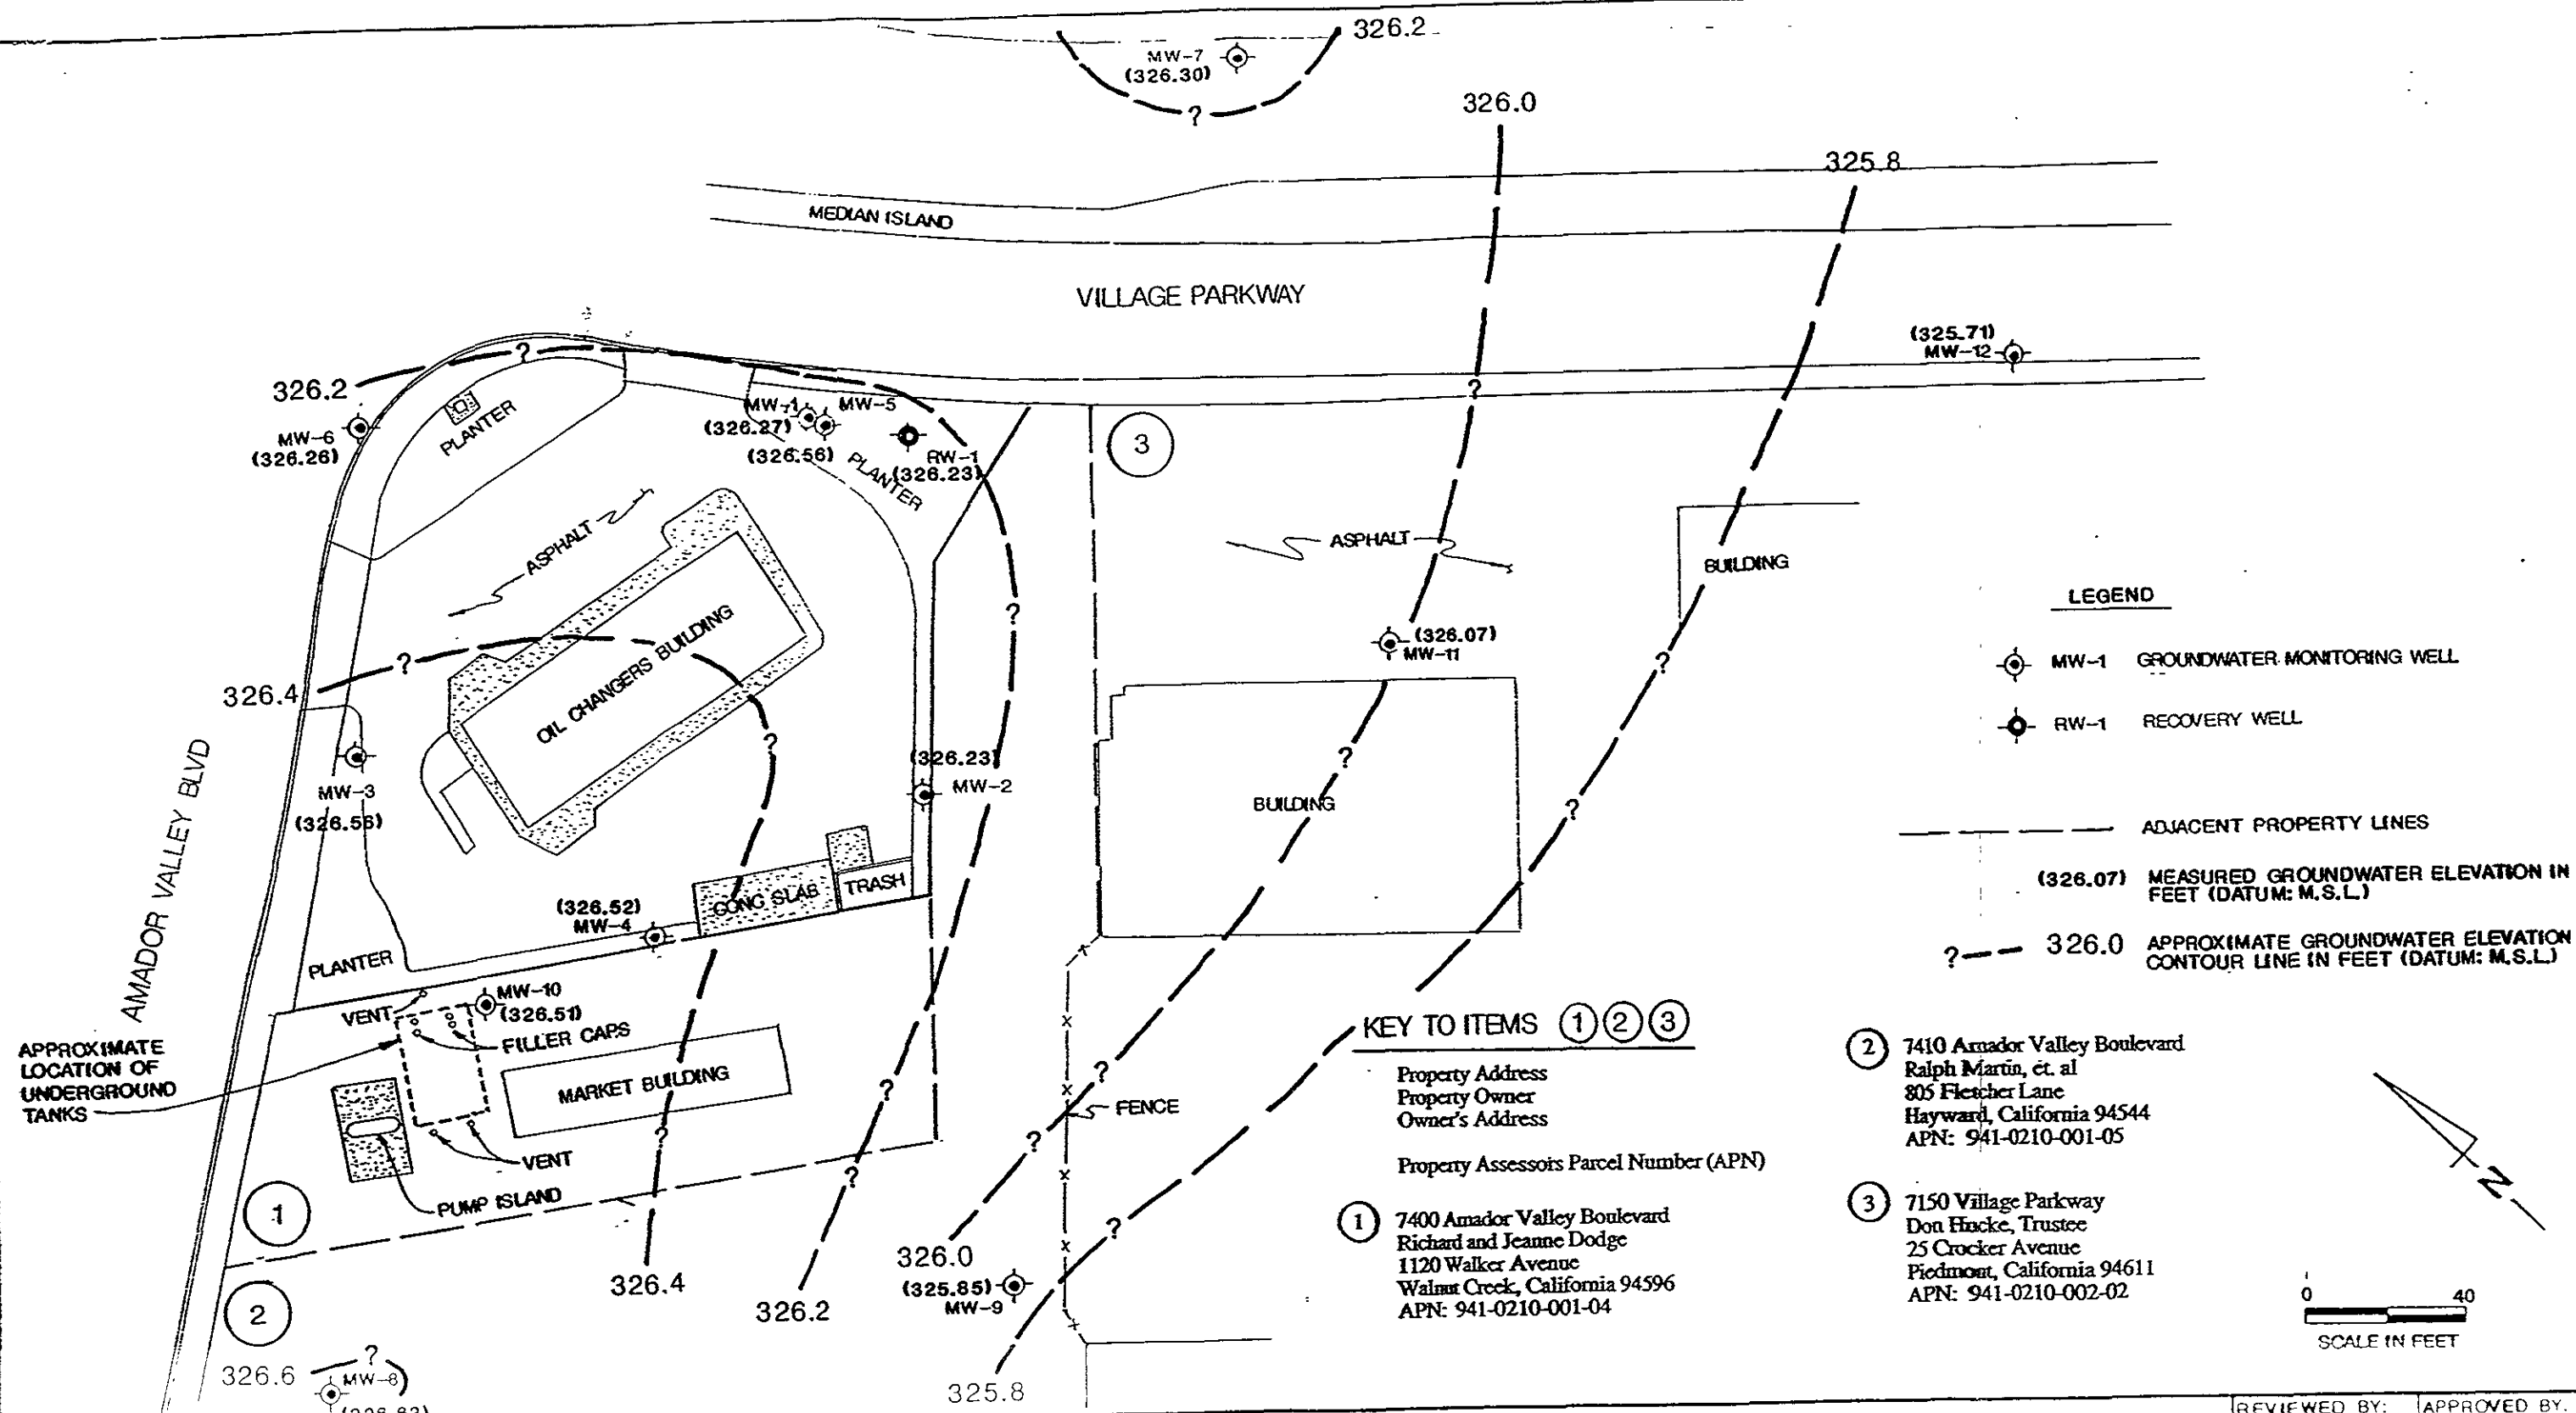 326.2
MW-7
(326.30)
?
326.0
325.8
MEDIAN ISLAND
VILLAGE PARKWAY
(325.71)
MW-12
?
326.2
?
MW-6
(326.26)
PLANTER
MW-1
MW-5
(326.27)
(326.56)
RW-1
(326.23)
PLANTER
3
ASPHALT
ASPHALT
BUILDING
?
LEGEND
MW-1 GROUNDWATER MONITORING WELL
RW-1 RECOVERY WELL
ADJACENT PROPERTY LINES
(326.07) MEASURED GROUNDWATER ELEVATION IN
FEET (DATUM: M.S.L.)
? 326.0 APPROXIMATE GROUNDWATER ELEVATION
CONTOUR LINE IN FEET (DATUM: M.S.L.)
(326.07)
MW-11
?
326.4
?
OIL CHANGERS BUILDING
?
(326.23)
MW-2
?
BUILDING
?
AMADOR VALLEY BLVD
MW-3
(326.56)
(326.52)
MW-4
CONC SLAB
TRASH
PLANTER
VENT
MW-10
(326.51)
FILLER CAPS
APPROXIMATE
LOCATION OF
UNDERGROUND
TANKS
MARKET BUILDING
VENT
PUMP ISLAND
?
?
?
?
?
?
FENCE
1
2
326.4
326.2
326.0
(325.85)
MW-9
325.8
326.6
?
MW-8
KEY TO ITEMS 1 2 3
Property Address
Property Owner
Owner's Address
Property Assessors Parcel Number (APN)
1 7400 Amador Valley Boulevard
Richard and Jeanne Dodge
1120 Walker Avenue
Walnut Creek, California 94596
APN: 941-0210-001-04
2 7410 Amador Valley Boulevard
Ralph Martin, et. al
805 Fletcher Lane
Hayward, California 94544
APN: 941-0210-001-05
3 7150 Village Parkway
Don Hucke, Trustee
25 Crocker Avenue
Piedmont, California 94611
APN: 941-0210-002-02
N
0 40
SCALE IN FEET
REVIEWED BY: APPROVED BY: